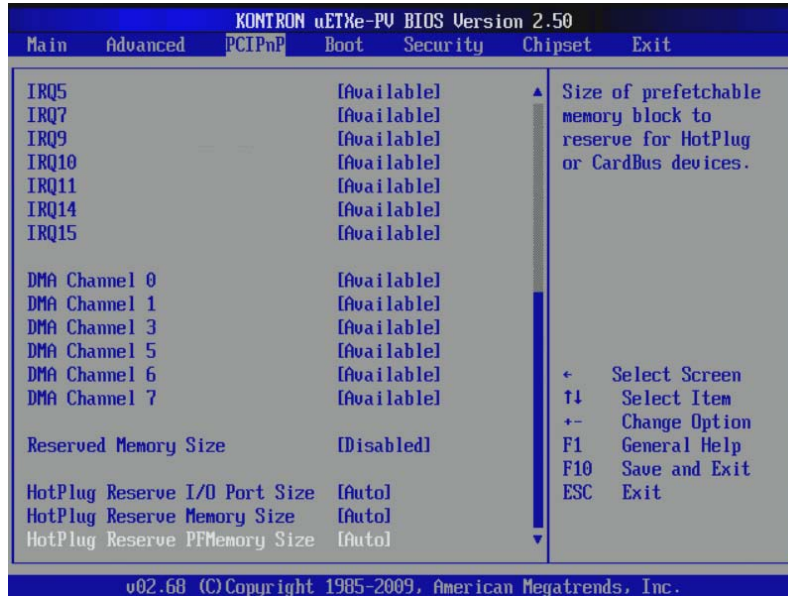 KONTRON uETXe-PV BIOS Version 2.50
Main Advanced PCIPnP Boot Security Chipset Exit
IRQ5 [Available]
IRQ7 [Available]
IRQ9 [Available]
IRQ10 [Available]
IRQ11 [Available]
IRQ14 [Available]
IRQ15 [Available]
DMA Channel 0 [Available]
DMA Channel 1 [Available]
DMA Channel 3 [Available]
DMA Channel 5 [Available]
DMA Channel 6 [Available]
DMA Channel 7 [Available]
Reserved Memory Size [Disabled]
HotPlug Reserve I/O Port Size [Auto]
HotPlug Reserve Memory Size [Auto]
HotPlug Reserve PFMemory Size [Auto]
Size of prefetchable
memory block to
reserve for HotPlug
or CardBus devices.
← Select Screen
↑↓ Select Item
+- Change Option
F1 General Help
F10 Save and Exit
ESC Exit
v02.68 (C)Copyright 1985-2009, American Megatrends, Inc.